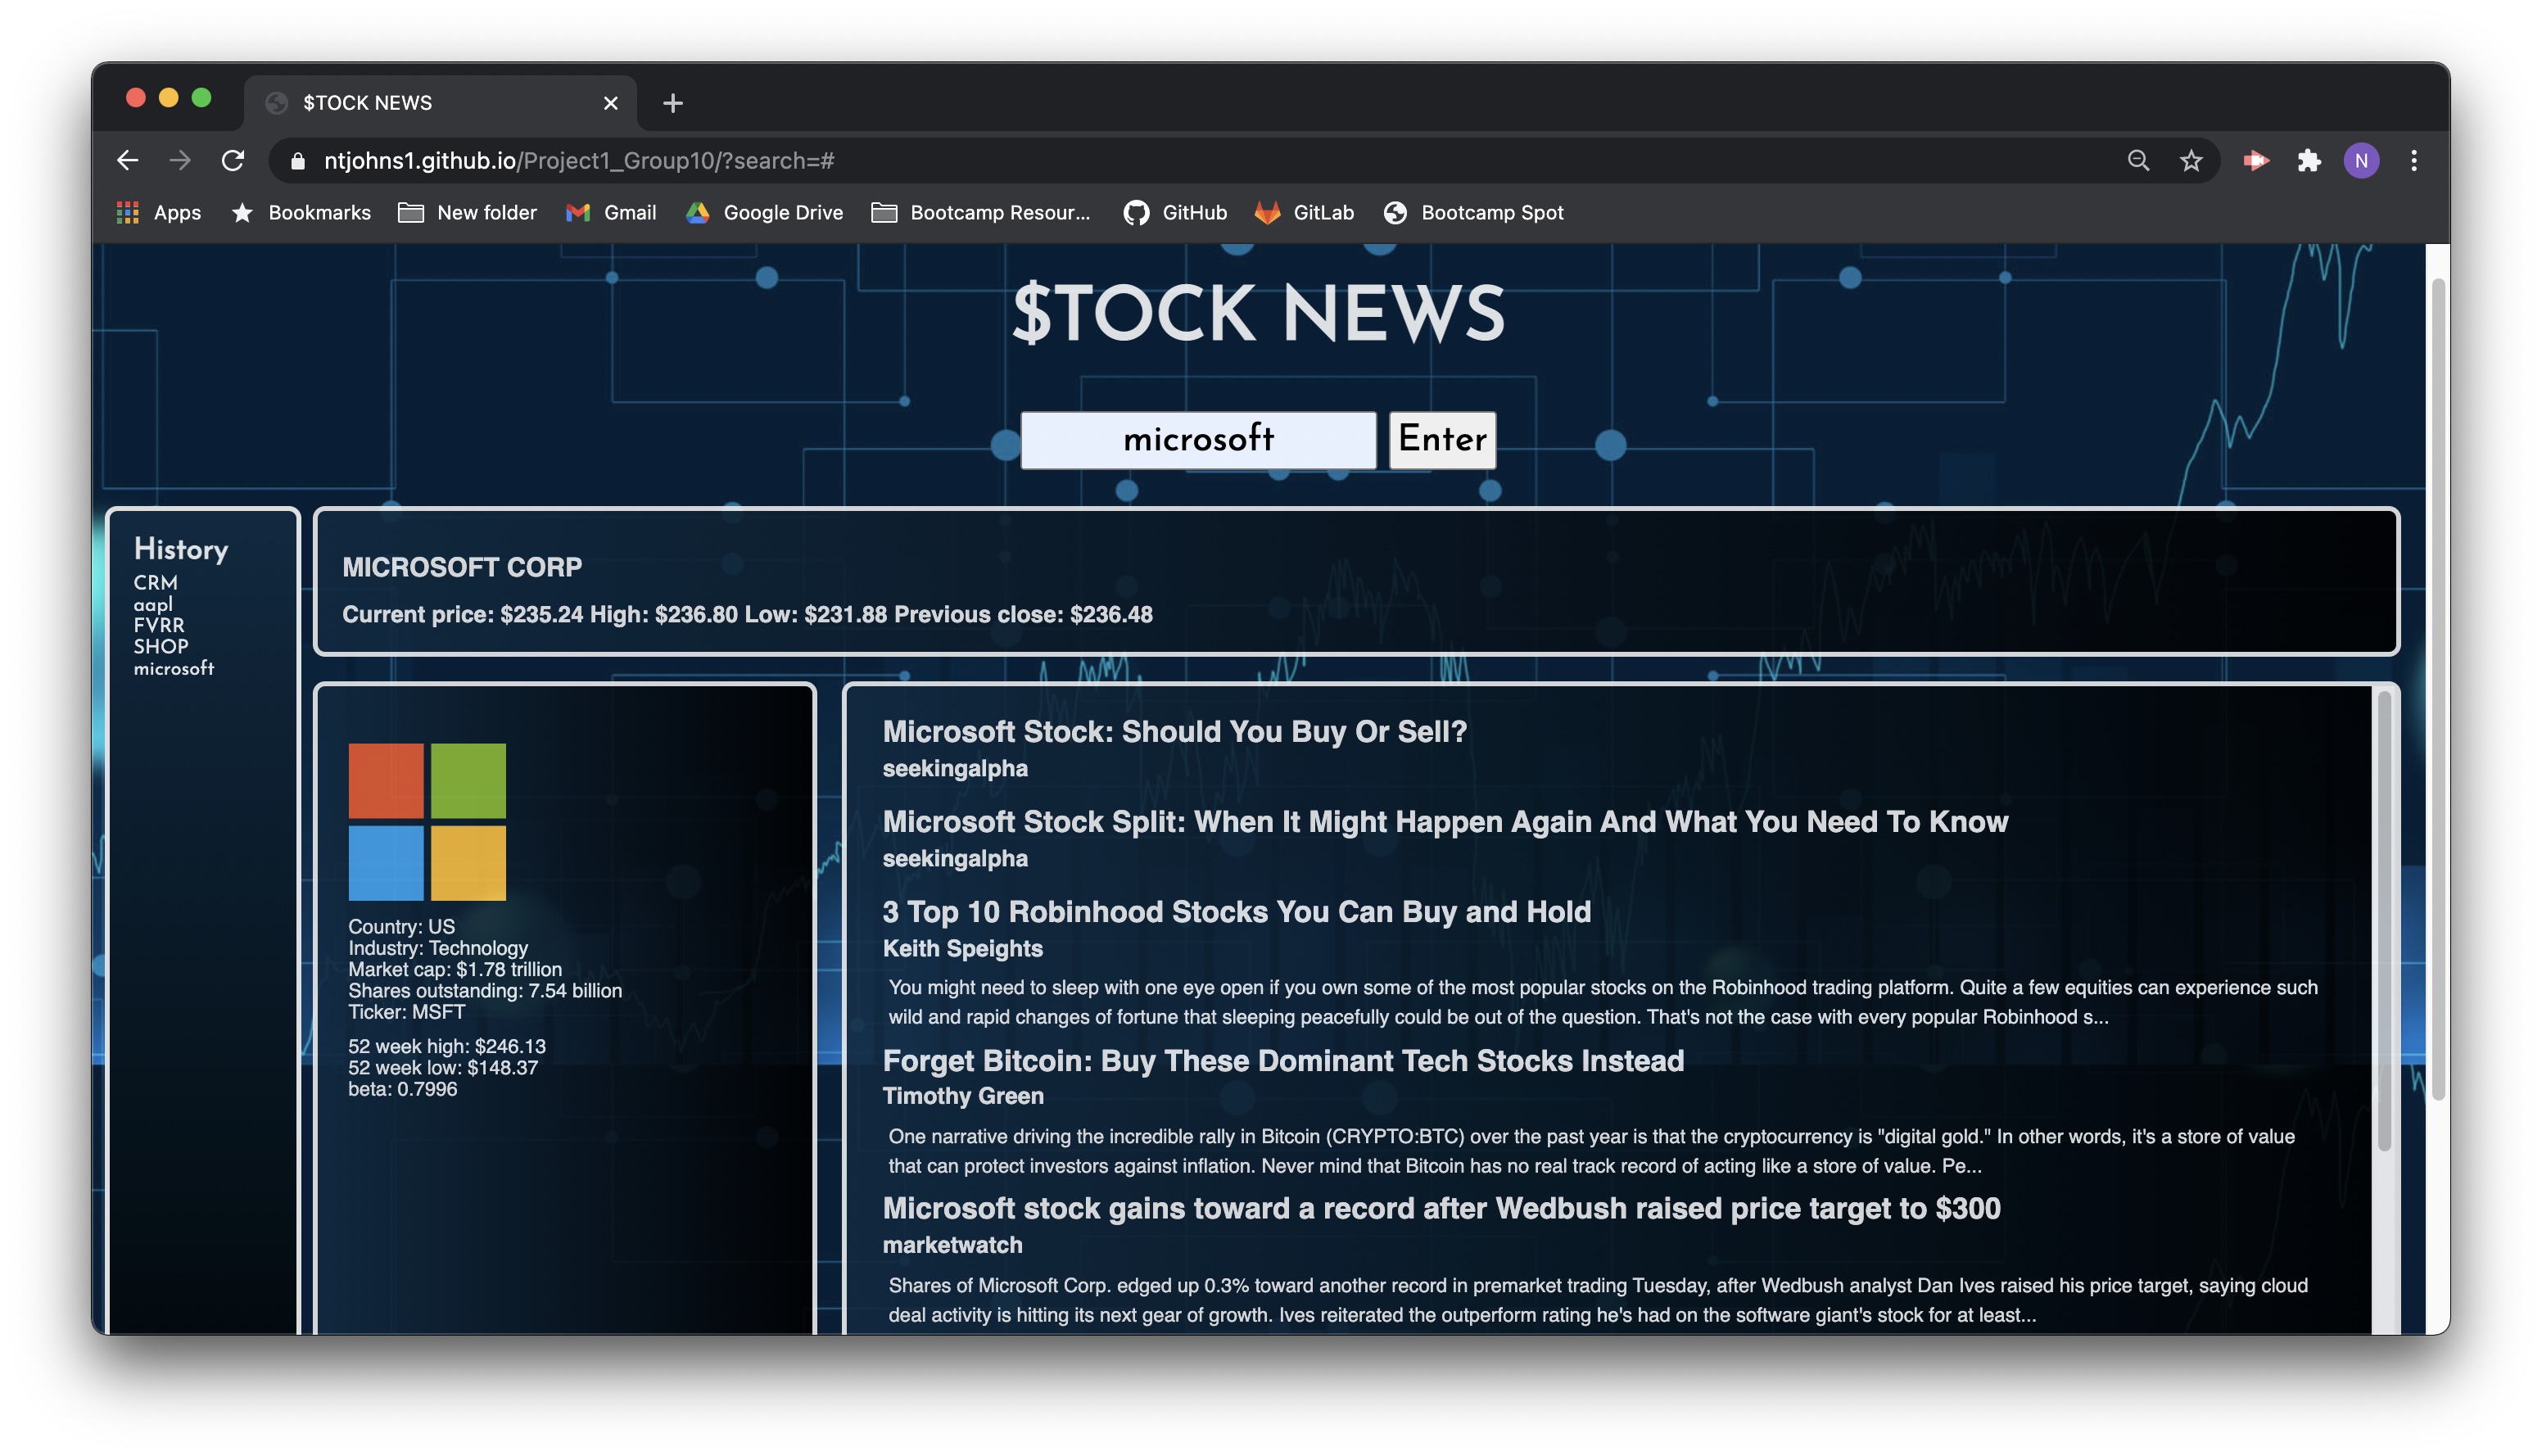 $TOCK NEWS
ntjohns1.github.io/Project1_Group10/?search=#
N
Apps Bookmarks New folder Gmail Google Drive Bootcamp Resour... GitHub GitLab Bootcamp Spot
$TOCK NEWS
microsoft Enter
History
CRM
aapl
FVRR
SHOP
microsoft
MICROSOFT CORP
Current price: $235.24 High: $236.80 Low: $231.88 Previous close: $236.48
Country: US
Industry: Technology
Market cap: $1.78 trillion
Shares outstanding: 7.54 billion
Ticker: MSFT
52 week high: $246.13
52 week low: $148.37
beta: 0.7996
Microsoft Stock: Should You Buy Or Sell?
seekingalpha
Microsoft Stock Split: When It Might Happen Again And What You Need To Know
seekingalpha
3 Top 10 Robinhood Stocks You Can Buy and Hold
Keith Speights
You might need to sleep with one eye open if you own some of the most popular stocks on the Robinhood trading platform. Quite a few equities can experience such
wild and rapid changes of fortune that sleeping peacefully could be out of the question. That's not the case with every popular Robinhood s...
Forget Bitcoin: Buy These Dominant Tech Stocks Instead
Timothy Green
One narrative driving the incredible rally in Bitcoin (CRYPTO:BTC) over the past year is that the cryptocurrency is "digital gold." In other words, it's a store of value
that can protect investors against inflation. Never mind that Bitcoin has no real track record of acting like a store of value. Pe...
Microsoft stock gains toward a record after Wedbush raised price target to $300
marketwatch
Shares of Microsoft Corp. edged up 0.3% toward another record in premarket trading Tuesday, after Wedbush analyst Dan Ives raised his price target, saying cloud
deal activity is hitting its next gear of growth. Ives reiterated the outperform rating he's had on the software giant's stock for at least...